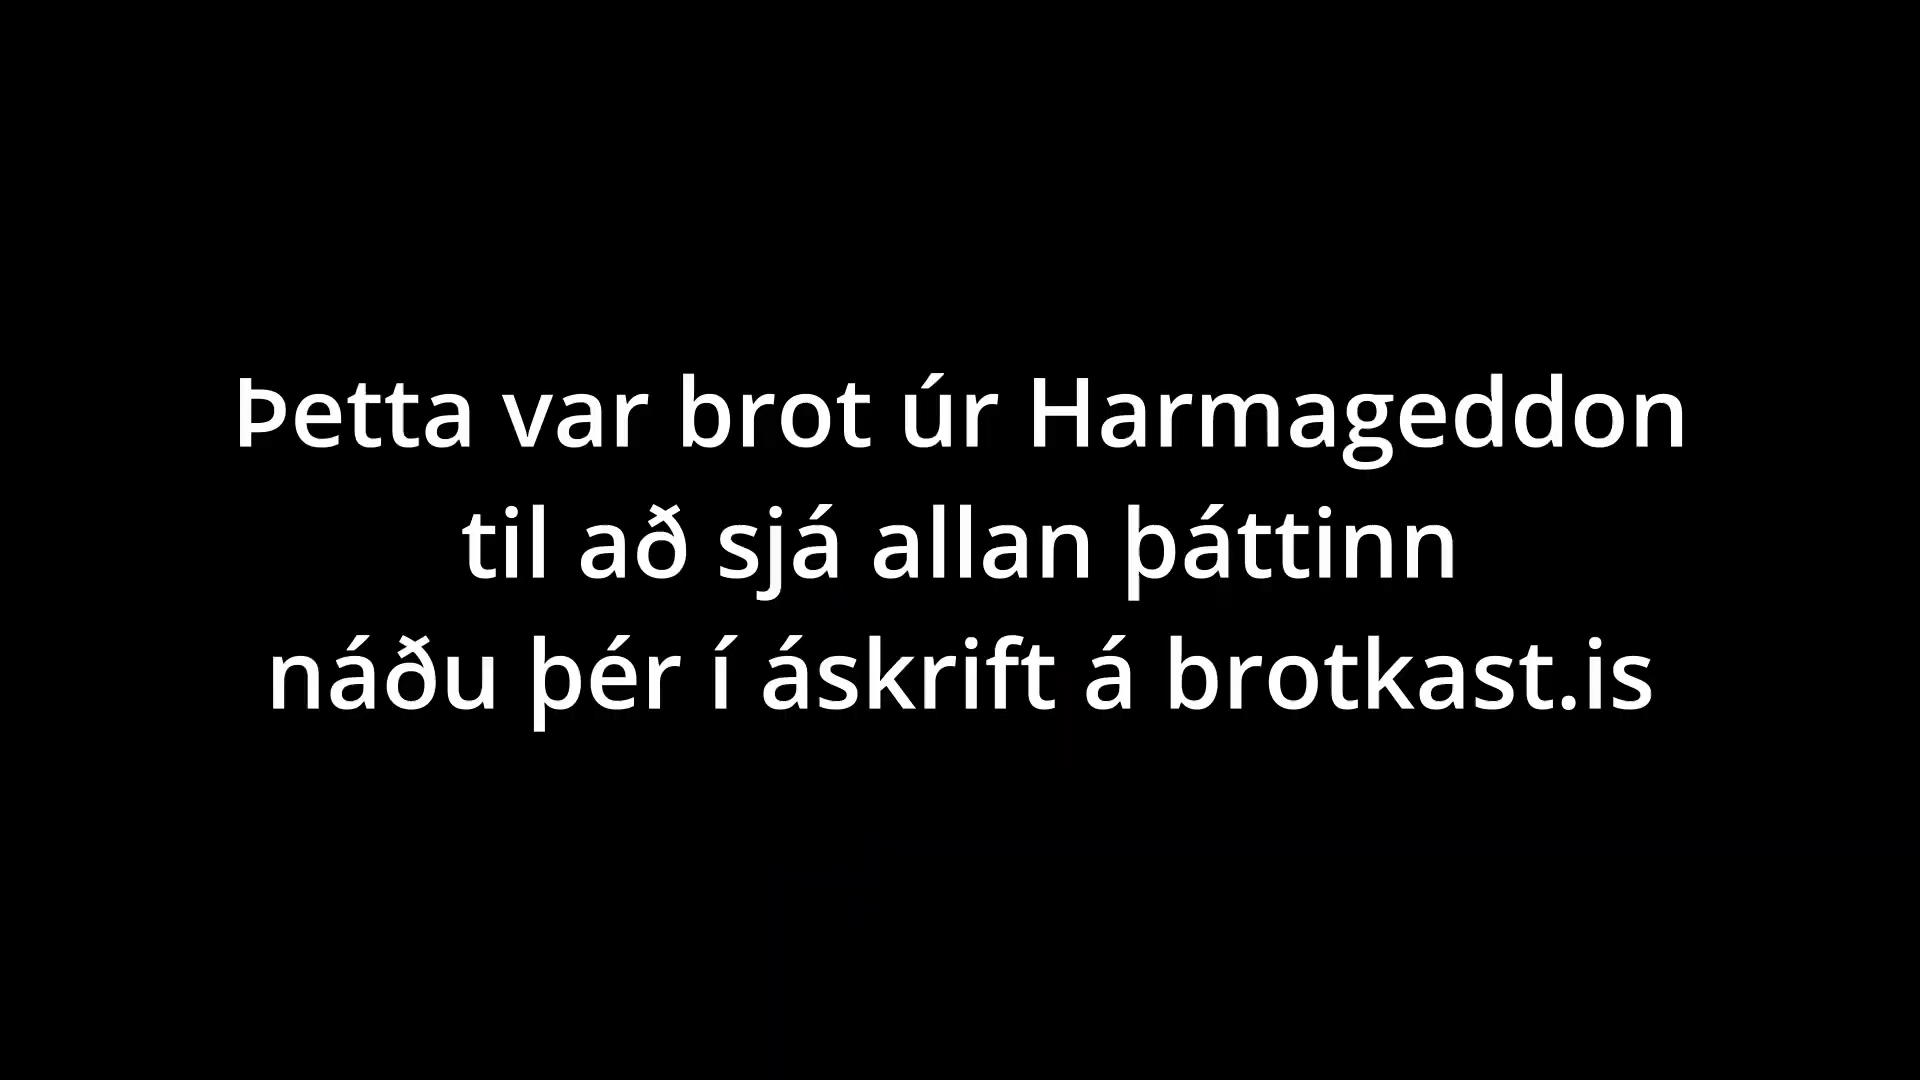 Þetta var brot úr Harmageddon
til að sjá allan þáttinn
náðu þér í áskrift á brotkast.is